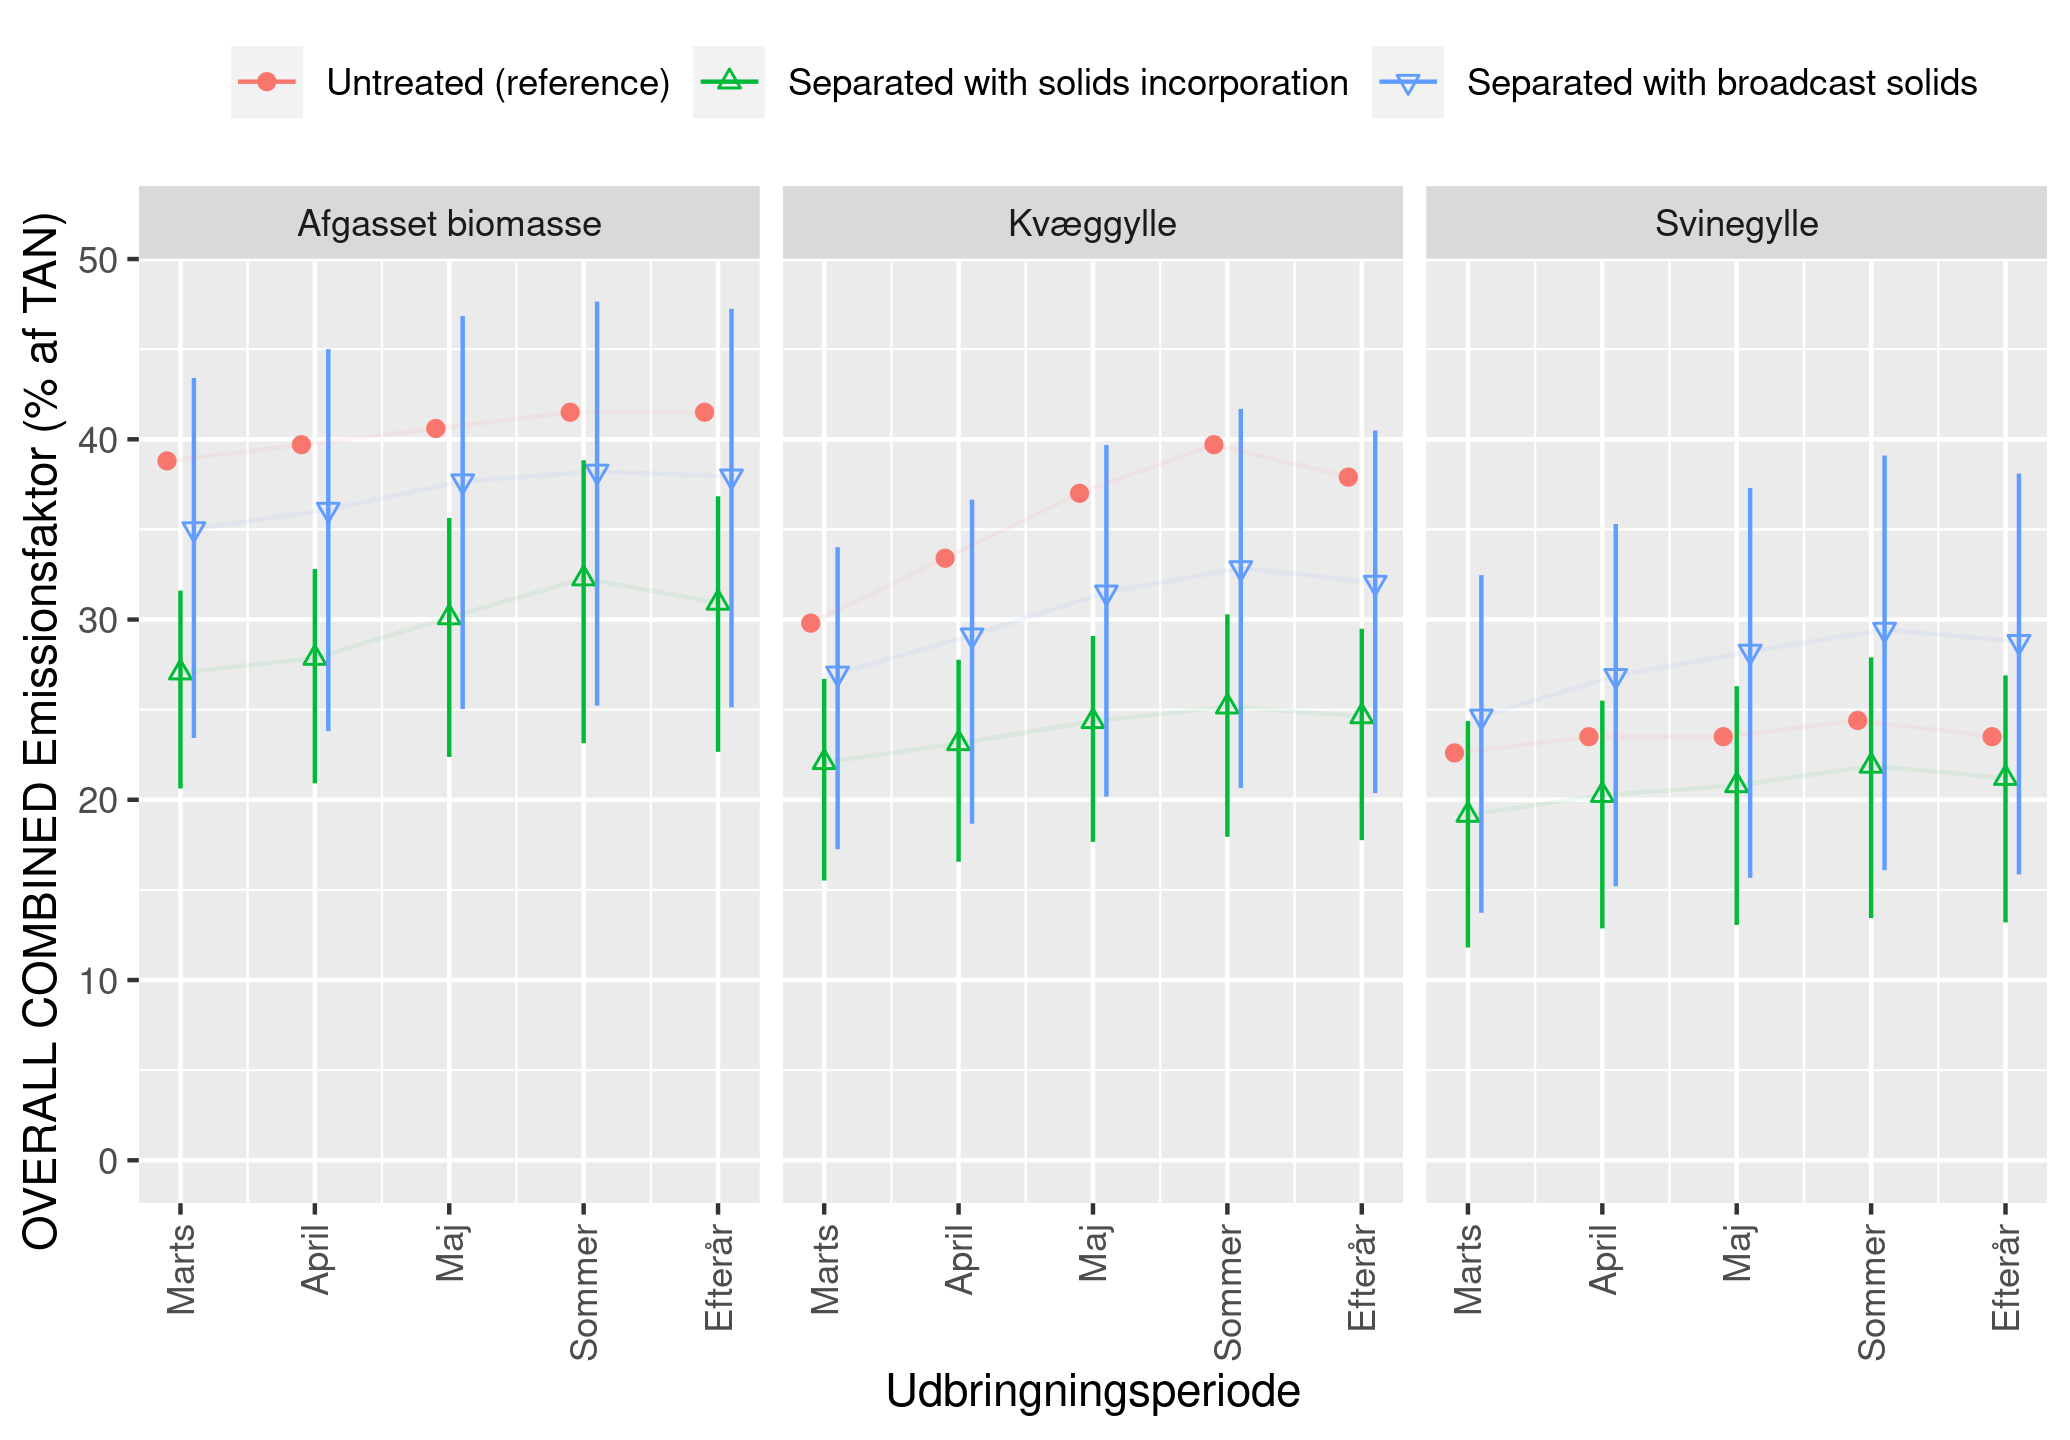 Untreated (reference) Separated with solids incorporation Separated with broadcast solids
Afgasset biomasse Kvæggylle Svinegylle
OVERALL COMBINED Emissionsfaktor (% af TAN)
50
40
30
20
10
0
Marts April Maj Sommer Efterår Marts April Maj Sommer Efterår Marts April Maj Sommer Efterår
Udbringningsperiode